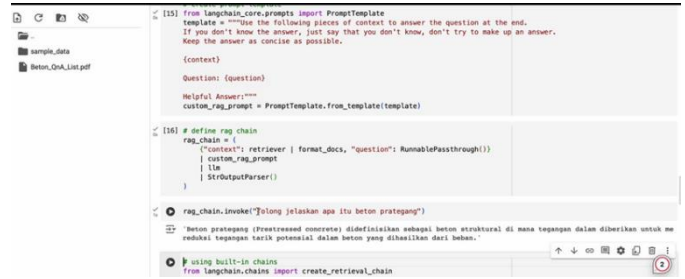 ..
sample_data
Beton_QnA_List.pdf
# create prompt template
[15] from langchain_core.prompts import PromptTemplate
template = """Use the following pieces of context to answer the question at the end.
If you don't know the answer, just say that you don't know, don't try to make up an answer.
Keep the answer as concise as possible.
{context}
Question: {question}
Helpful Answer:"""
custom_rag_prompt = PromptTemplate.from_template(template)
[16] # define rag chain
rag_chain = (
{"context": retriever | format_docs, "question": RunnablePassthrough()}
| custom_rag_prompt
| llm
| StrOutputParser()
)
rag_chain.invoke("Tolong jelaskan apa itu beton prategang")
'Beton prategang (Prestressed concrete) didefinisikan sebagai beton struktural di mana tegangan dalam diberikan untuk me
reduksi tegangan tarik potensial dalam beton yang dihasilkan dari beban.'
# using built-in chains
from langchain.chains import create_retrieval_chain
2